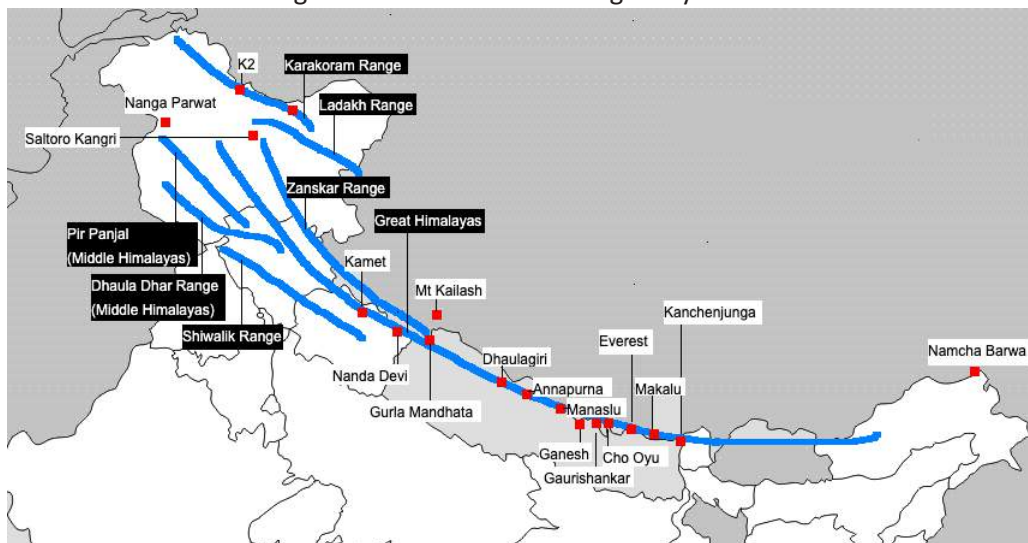 K2
Karakoram Range
Nanga Parwat
Ladakh Range
Saltoro Kangri
Zanskar Range
Great Himalayas
Pir Panjal
(Middle Himalayas)
Kamet
Dhaula Dhar Range
(Middle Himalayas)
Mt Kailash
Kanchenjunga
Shiwalik Range
Everest
Namcha Barwa
Dhaulagiri
Nanda Devi
Annapurna
Makalu
Gurla Mandhata
Manaslu
Ganesh
Cho Oyu
Gaurishankar